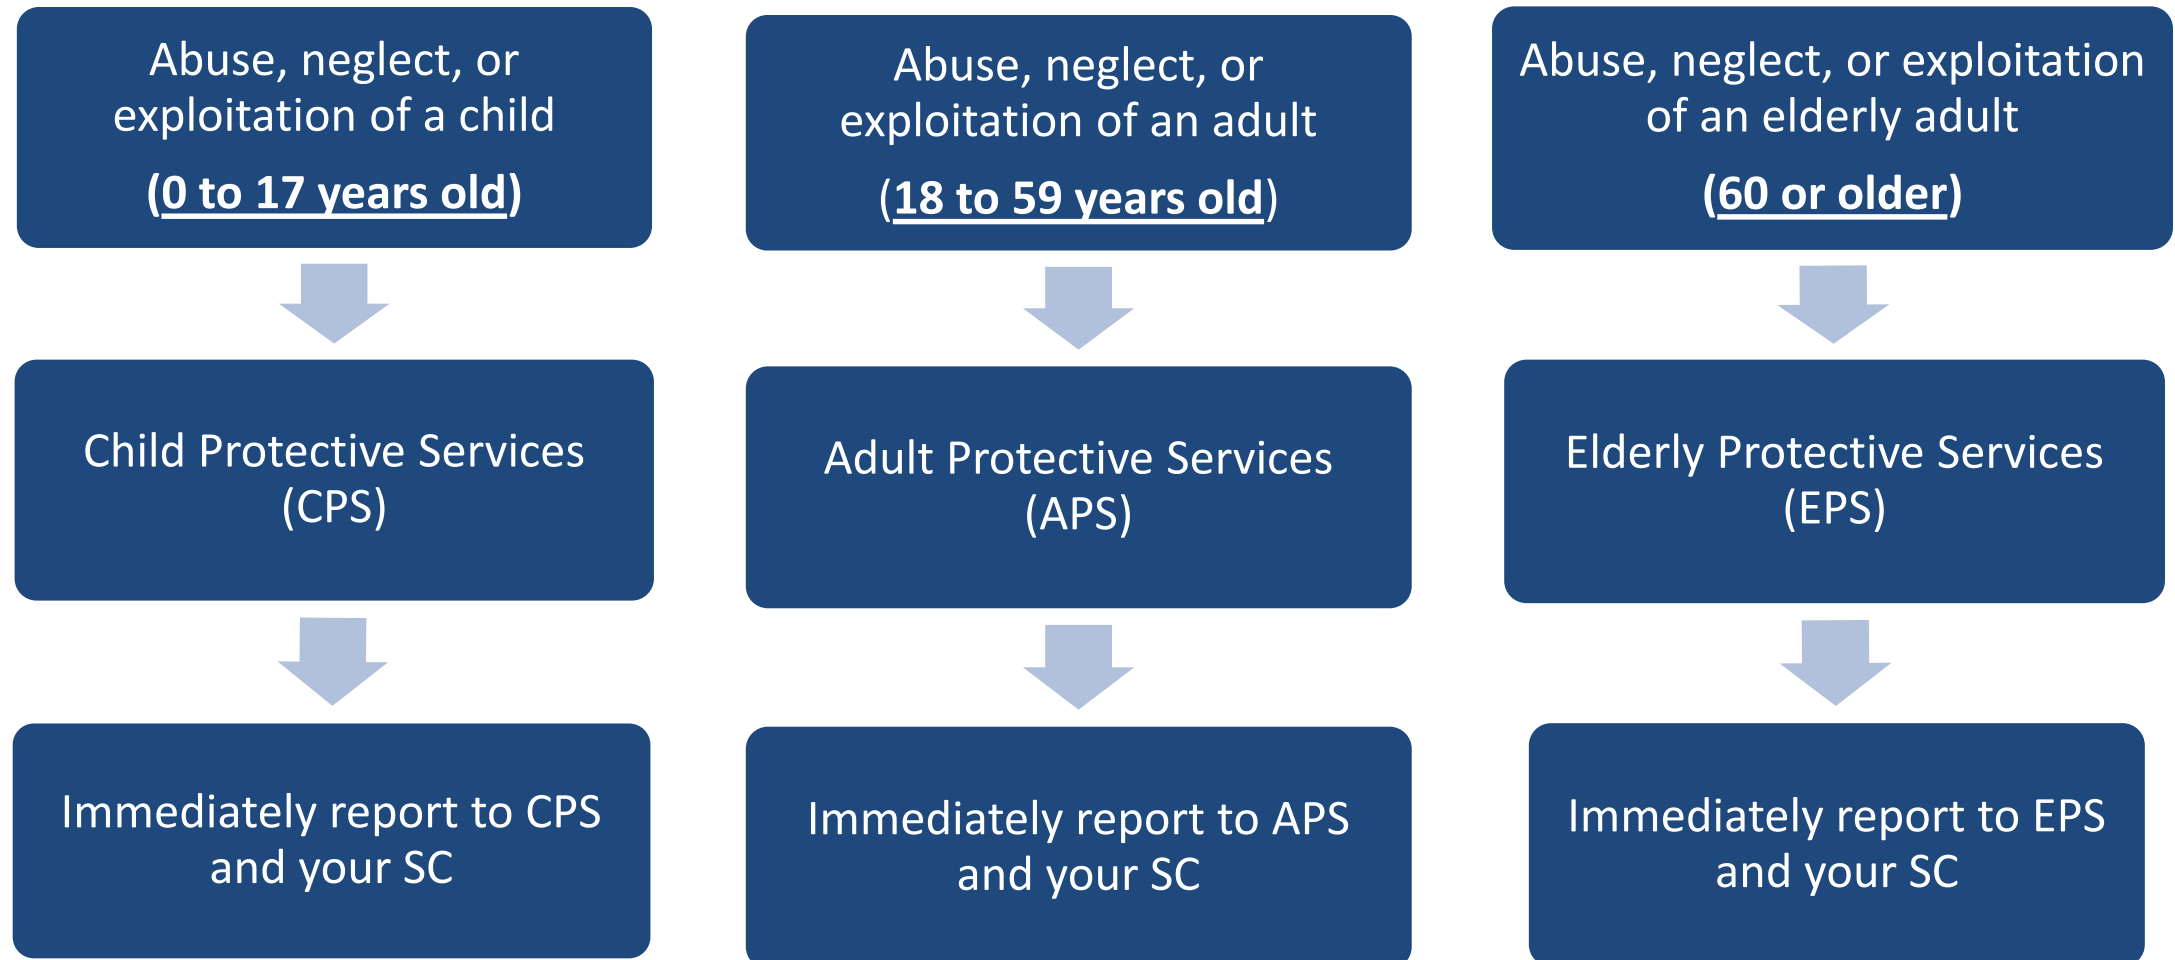 Abuse, neglect, or
exploitation of a child
(0 to 17 years old)
Child Protective Services
(CPS)
Immediately report to CPS
and your SC
Abuse, neglect, or
exploitation of an adult
(18 to 59 years old)
Adult Protective Services
(APS)
Immediately report to APS
and your SC
Abuse, neglect, or exploitation
of an elderly adult
(60 or older)
Elderly Protective Services
(EPS)
Immediately report to EPS
and your SC